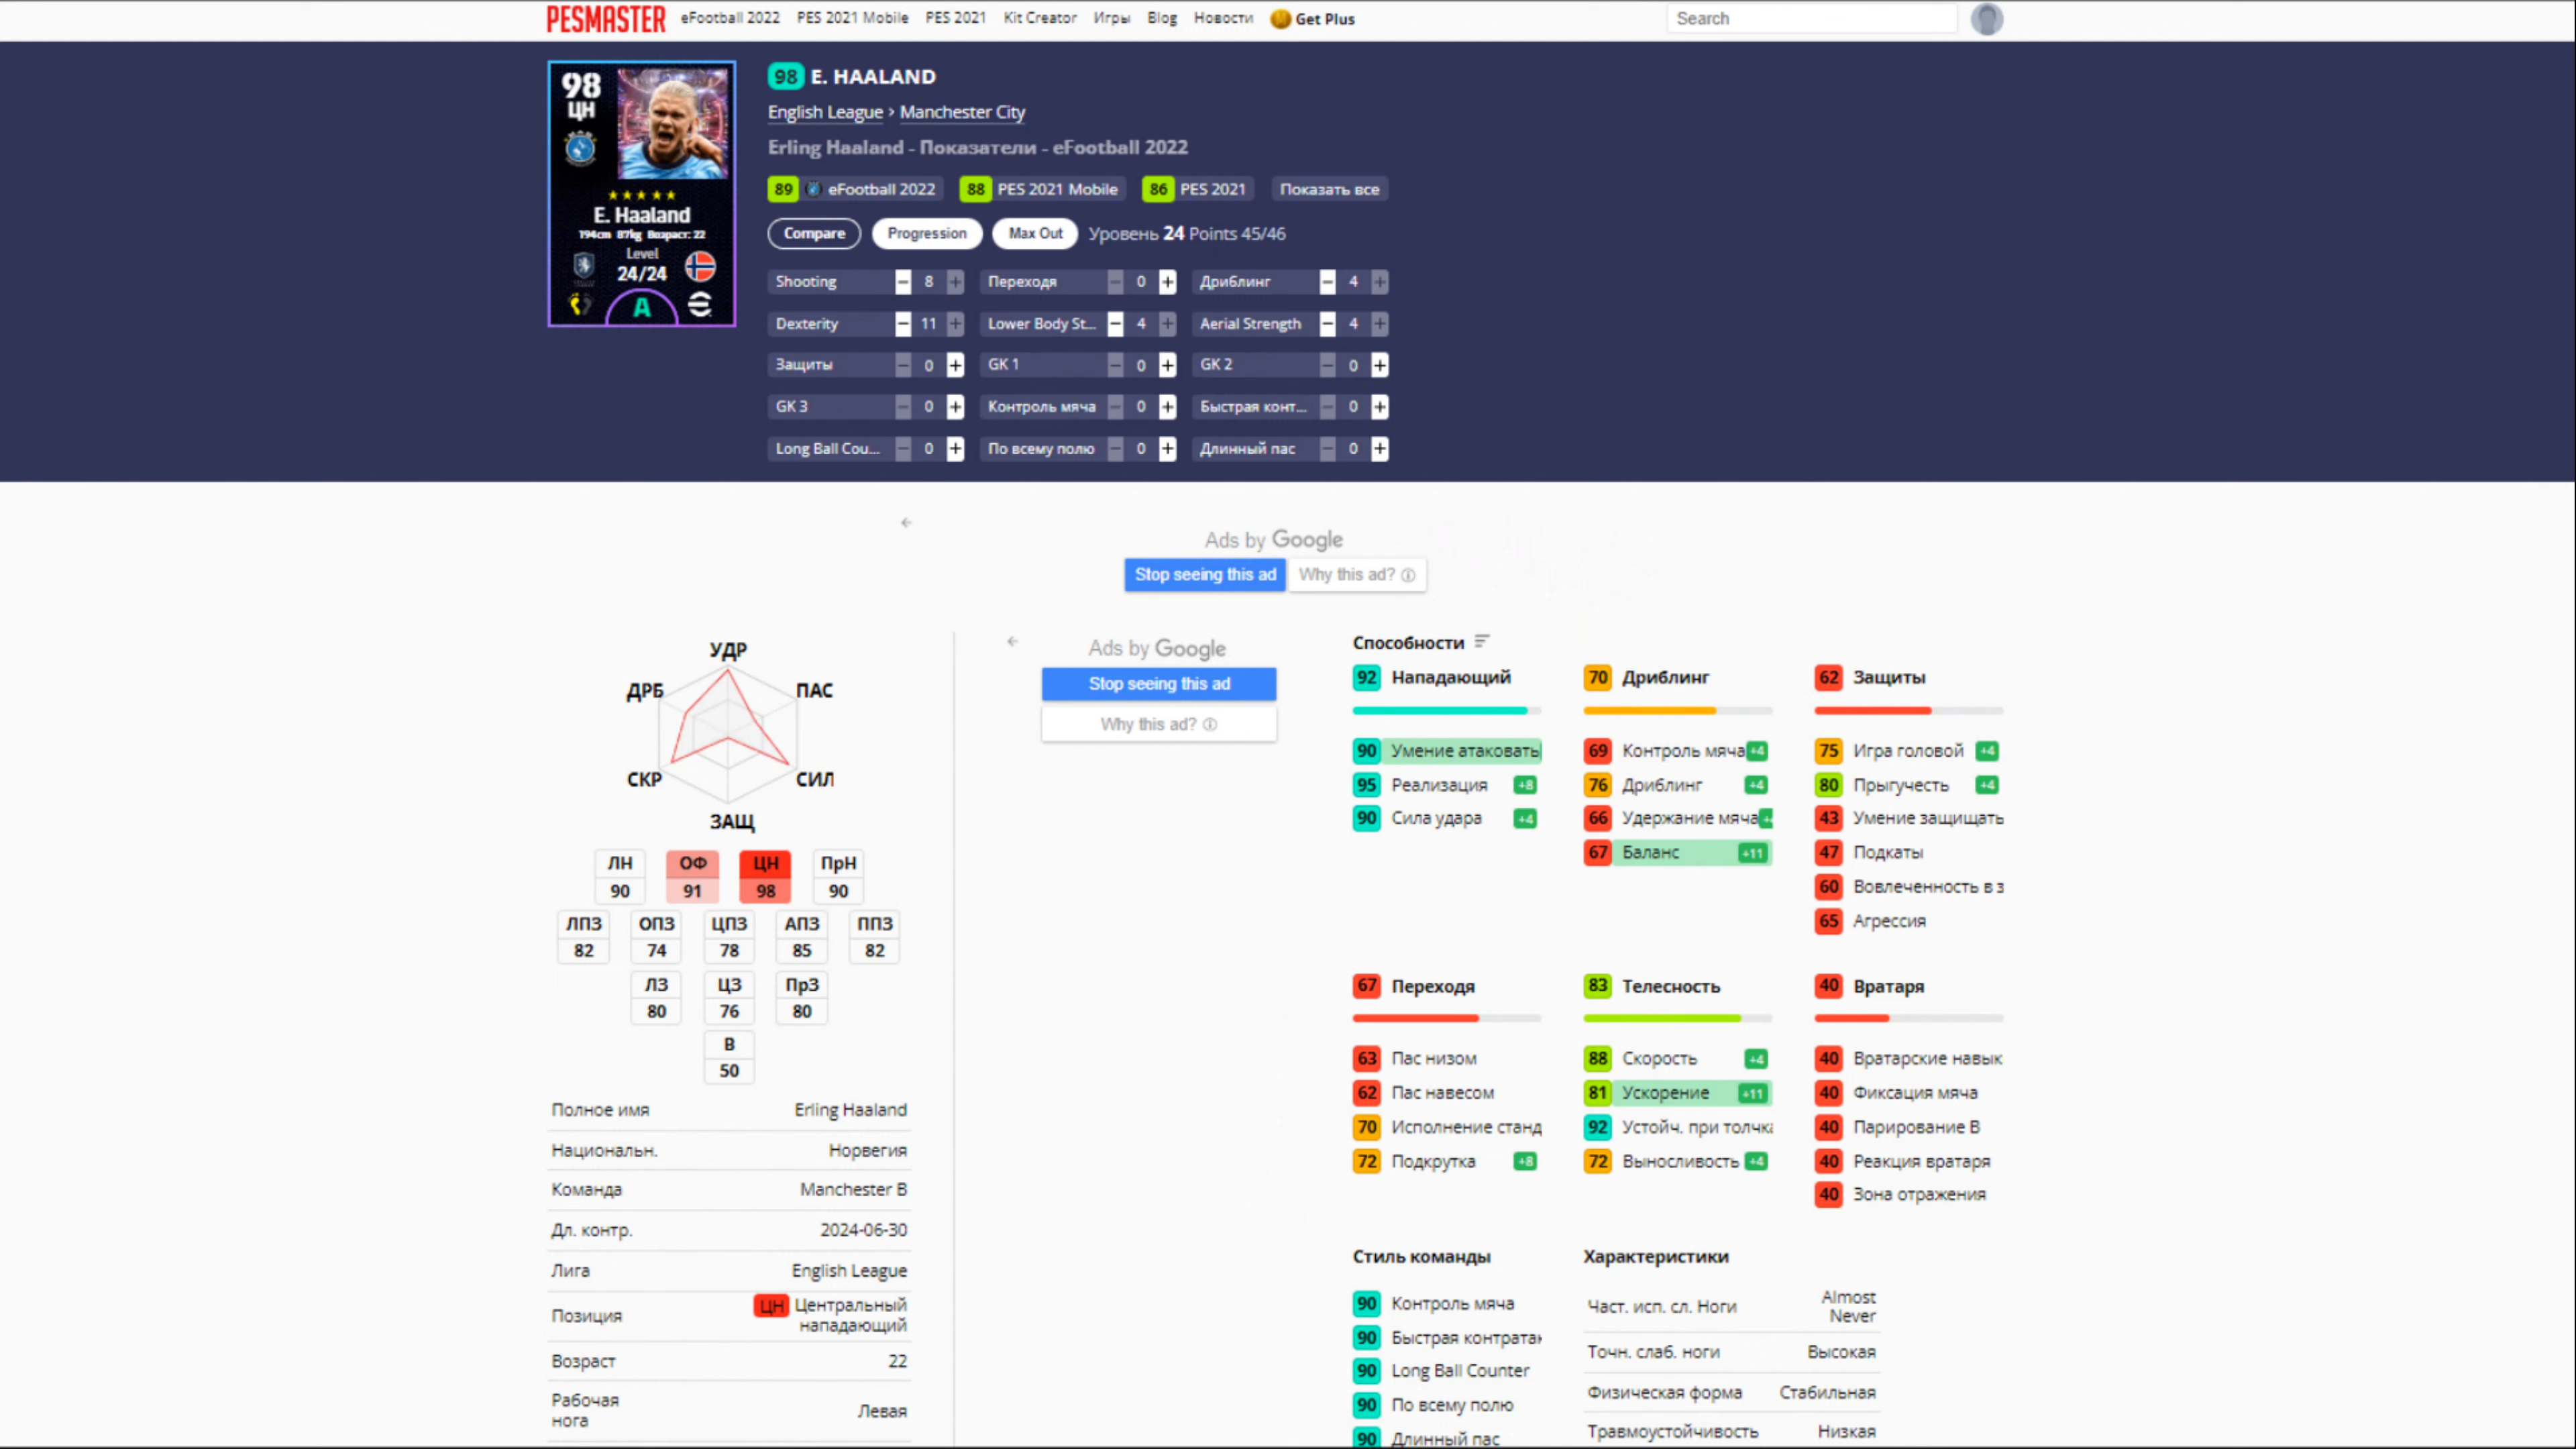 PESMASTER eFootball 2022 PES 2021 Mobile PES 2021 Kit Creator Игры Blog Новости Get Plus Search
98
ЦН
E. Haaland
194cm 87kg Возраст: 22
Level
24/24
A
98 E. HAALAND
English League › Manchester City
Erling Haaland - Показатели - eFootball 2022
89 eFootball 2022 88 PES 2021 Mobile 86 PES 2021 Показать все
Compare Progression Max Out Уровень 24 Points 45/46
Shooting − 8 + Переходя − 0 + Дриблинг − 4 +
Dexterity − 11 + Lower Body St... − 4 + Aerial Strength − 4 +
Защиты − 0 + GK 1 − 0 + GK 2 − 0 +
GK 3 − 0 + Контроль мяча − 0 + Быстрая конт... − 0 +
Long Ball Cou... − 0 + По всему полю − 0 + Длинный пас − 0 +
Ads by Google
Stop seeing this ad Why this ad?
УДР
ДРБ ПАС
СКР СИЛ
ЗАЩ
ЛН ОФ ЦН ПрН
90 91 98 90
ЛПЗ ОПЗ ЦПЗ АПЗ ППЗ
82 74 78 85 82
ЛЗ ЦЗ ПрЗ
80 76 80
В
50
Полное имя Erling Haaland
Национальн. Норвегия
Команда Manchester B
Дл. контр. 2024-06-30
Лига English League
Позиция ЦН Центральный
нападающий
Возраст 22
Рабочая
нога Левая
Ads by Google
Stop seeing this ad
Why this ad?
Способности
92 Нападающий
90 Умение атаковать
95 Реализация +8
90 Сила удара +4
70 Дриблинг
69 Контроль мяча +4
76 Дриблинг +4
66 Удержание мяча
67 Баланс +11
62 Защиты
75 Игра головой +4
80 Прыгучесть +4
43 Умение защищать
47 Подкаты
60 Вовлеченность в з
65 Агрессия
67 Переходя
63 Пас низом
62 Пас навесом
70 Исполнение станд
72 Подкрутка +8
83 Телесность
88 Скорость +4
81 Ускорение +11
92 Устойч. при толчка
72 Выносливость +4
40 Вратаря
40 Вратарские навык
40 Фиксация мяча
40 Парирование В
40 Реакция вратаря
40 Зона отражения
Стиль команды
90 Контроль мяча
90 Быстрая контратак
90 Long Ball Counter
90 По всему полю
90 Длинный пас
Характеристики
Част. исп. сл. Ноги Almost
Never
Точн. слаб. ноги Высокая
Физическая форма Стабильная
Травмоустойчивость Низкая